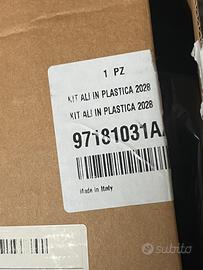 1 PZ
KIT ALI IN PLASTICA 2028
KIT ALI IN PLASTICA 2028
97181031A
Made in Italy
subito